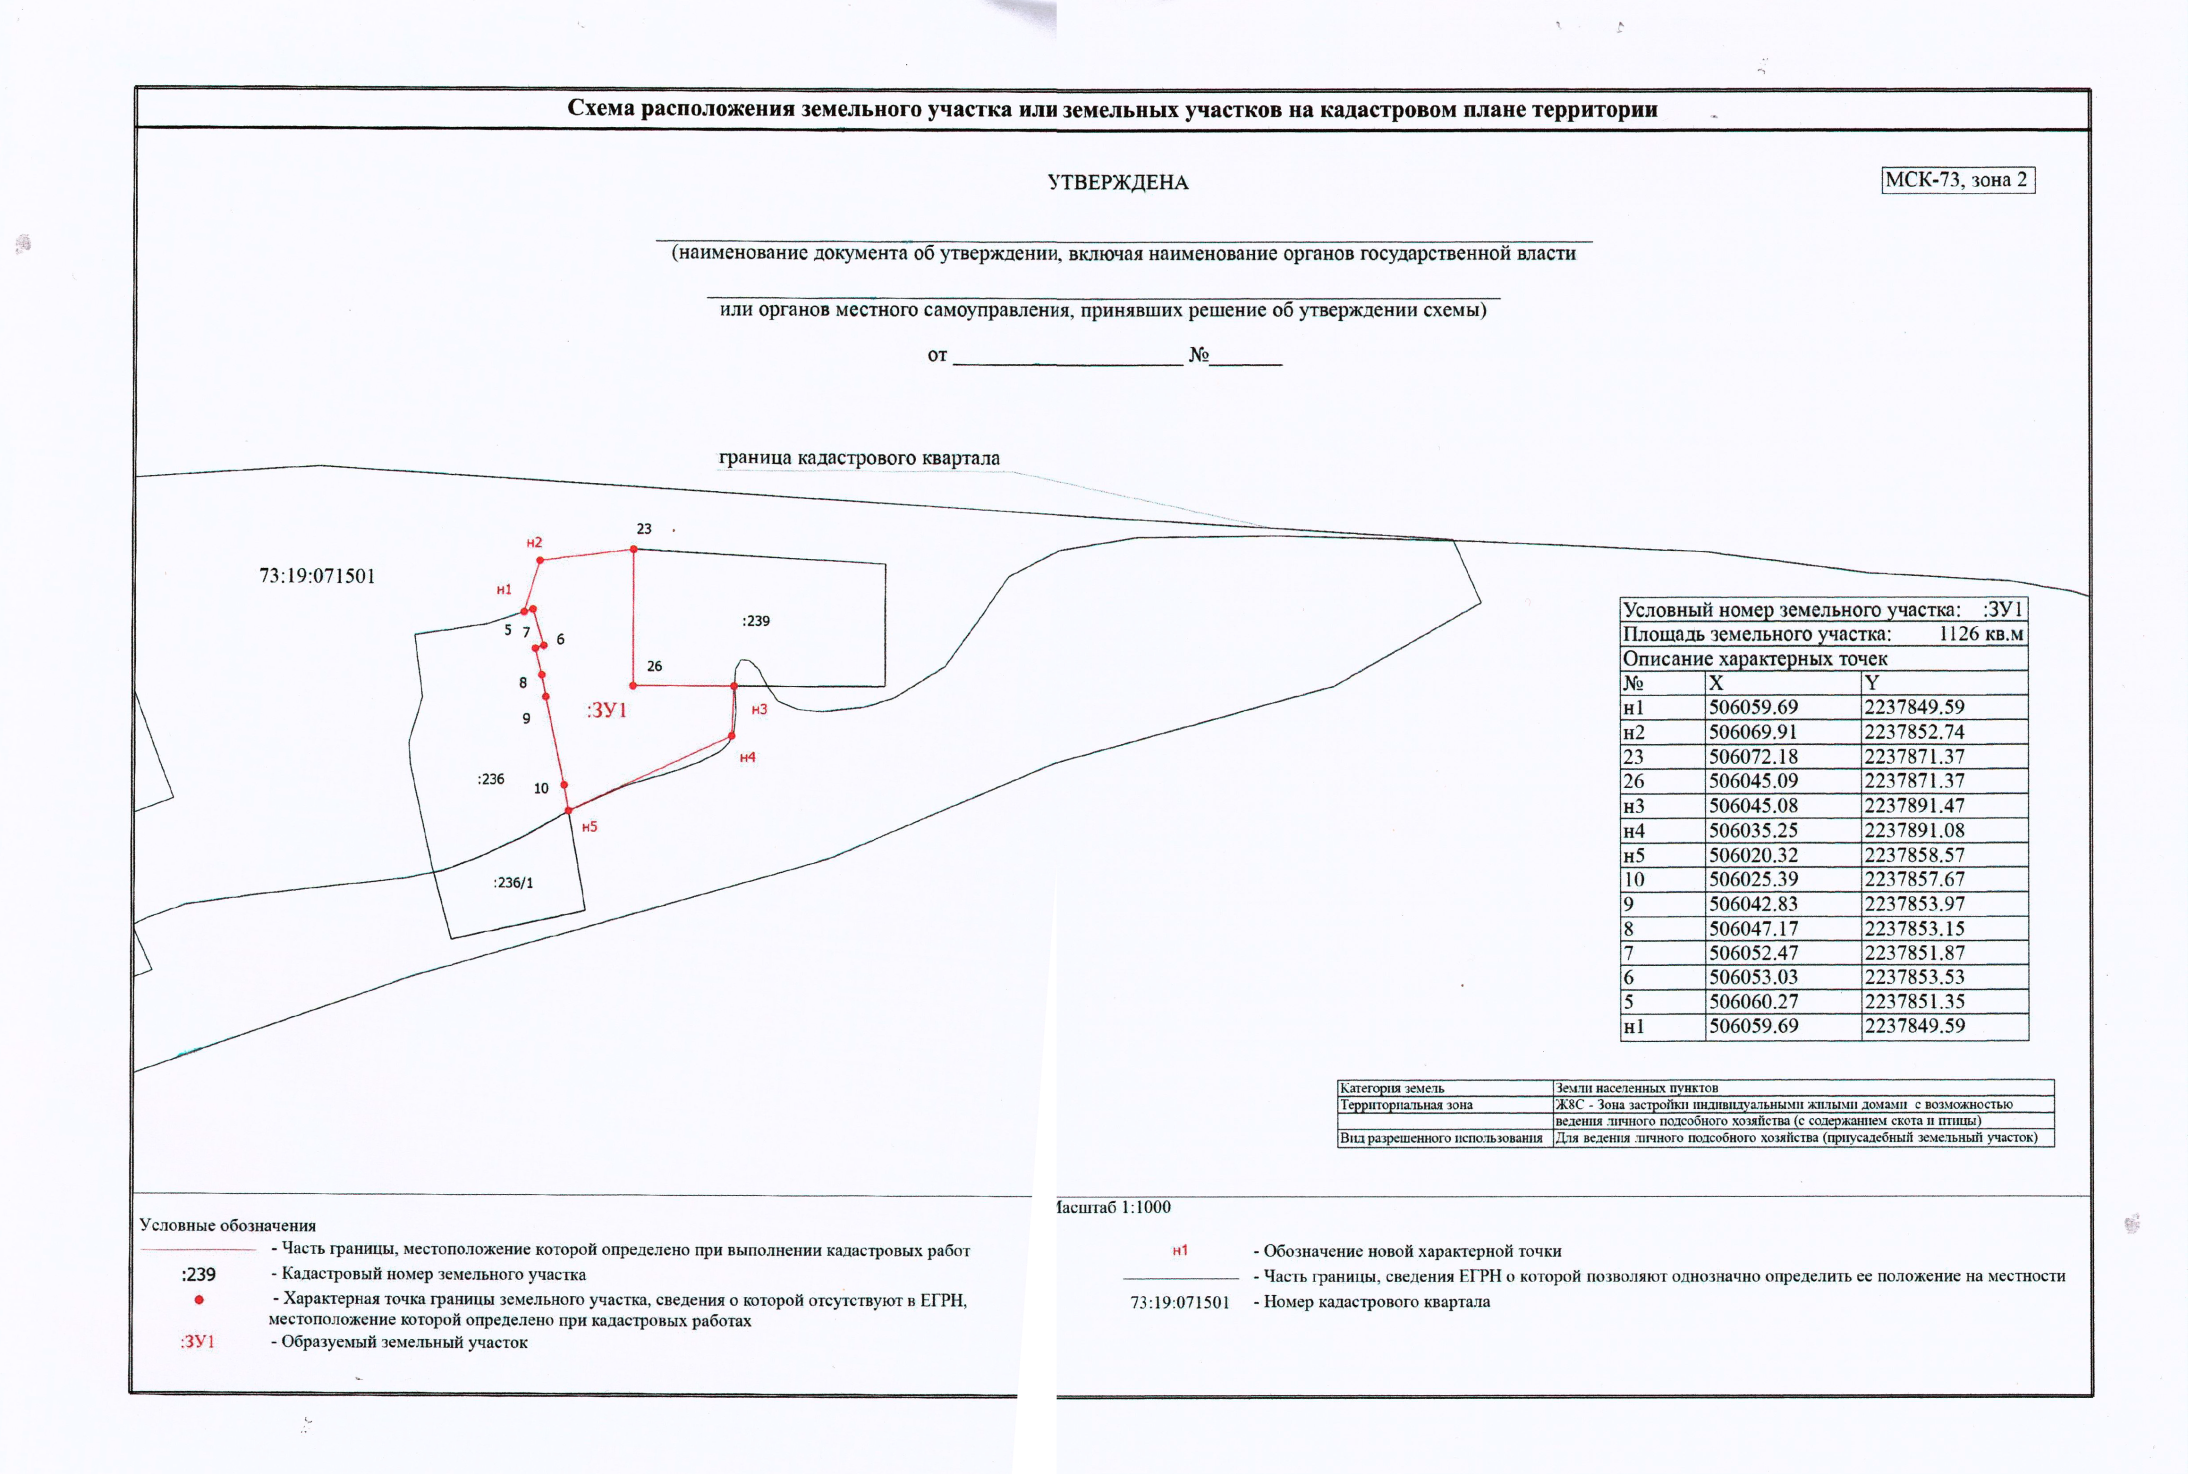 Схема расположения земельного участка или земельных участков на кадастровом плане территории
УТВЕРЖДЕНА
МСК-73, зона 2
(наименование документа об утверждении, включая наименование органов государственной власти
или органов местного самоуправления, принявших решение об утверждении схемы)
от ______________________ №_______
граница кадастрового квартала
23
н2
73:19:071501
н1
:239
5 7 6
26
8
:ЗУ1
н3
9
н4
:236
10
н5
:236/1
Условный номер земельного участка: :ЗУ1
Площадь земельного участка: 1126 кв.м
Описание характерных точек
№ X Y
н1 506059.69 2237849.59
н2 506069.91 2237852.74
23 506072.18 2237871.37
26 506045.09 2237871.37
н3 506045.08 2237891.47
н4 506035.25 2237891.08
н5 506020.32 2237858.57
10 506025.39 2237857.67
9 506042.83 2237853.97
8 506047.17 2237853.15
7 506052.47 2237851.87
6 506053.03 2237853.53
5 506060.27 2237851.35
н1 506059.69 2237849.59
Категория земель Земли населенных пунктов
Территориальная зона Ж8С - Зона застройки индивидуальными жилыми домами с возможностью
ведения личного подсобного хозяйства (с содержанием скота и птицы)
Вид разрешенного использования Для ведения личного подсобного хозяйства (приусадебный земельный участок)
Масштаб 1:1000
Условные обозначения
- Часть границы, местоположение которой определено при выполнении кадастровых работ
:239 - Кадастровый номер земельного участка
- Характерная точка границы земельного участка, сведения о которой отсутствуют в ЕГРН,
местоположение которой определено при кадастровых работах
:ЗУ1 - Образуемый земельный участок
н1 - Обозначение новой характерной точки
- Часть границы, сведения ЕГРН о которой позволяют однозначно определить ее положение на местности
73:19:071501 - Номер кадастрового квартала